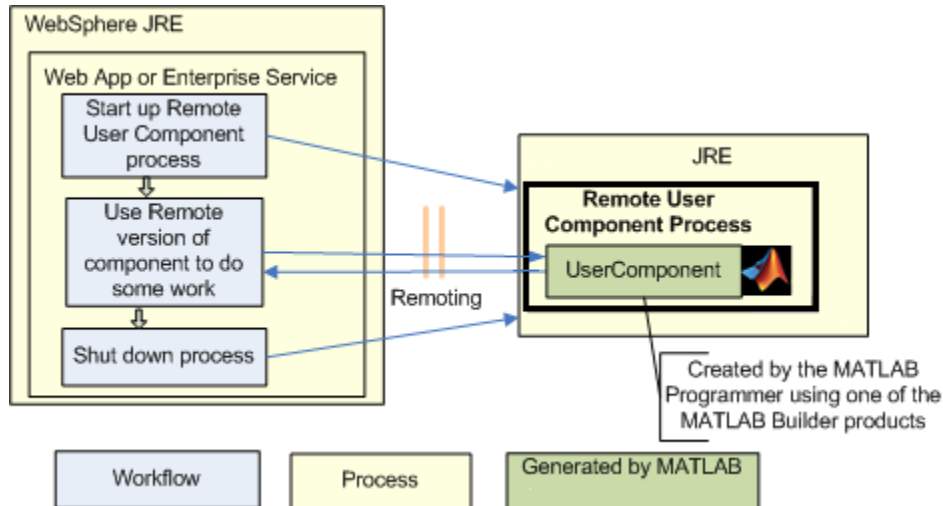 WebSphere JRE
Web App or Enterprise Service
Start up Remote
User Component
process
Use Remote
version of
component to do
some work
Shut down process
Remoting
JRE
Remote User
Component Process
UserComponent
Created by the MATLAB
Programmer using one of the
MATLAB Builder products
Workflow
Process
Generated by MATLAB